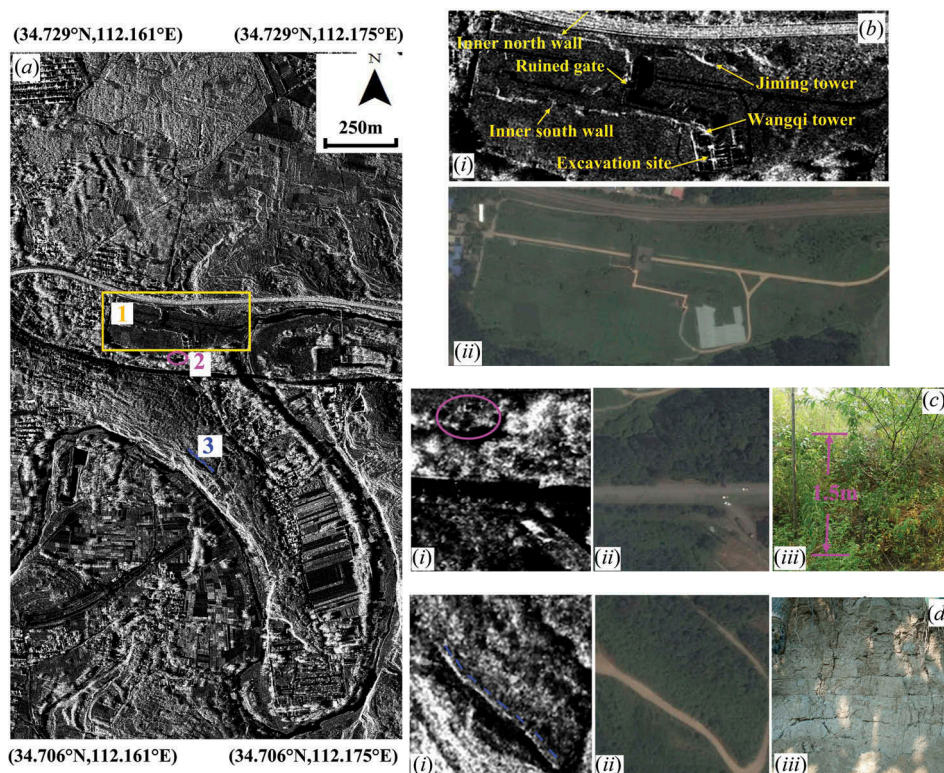 (34.729°N,112.161°E) (34.729°N,112.175°E)
(a)
N
250m
1
2
3
(34.706°N,112.161°E) (34.706°N,112.175°E)
(b)
Inner north wall
Ruined gate
Jiming tower
Inner south wall
Wangqi tower
Excavation site
(i)
(ii)
(c)
1.5m
(i) (ii) (iii)
(d)
(i) (ii) (iii)